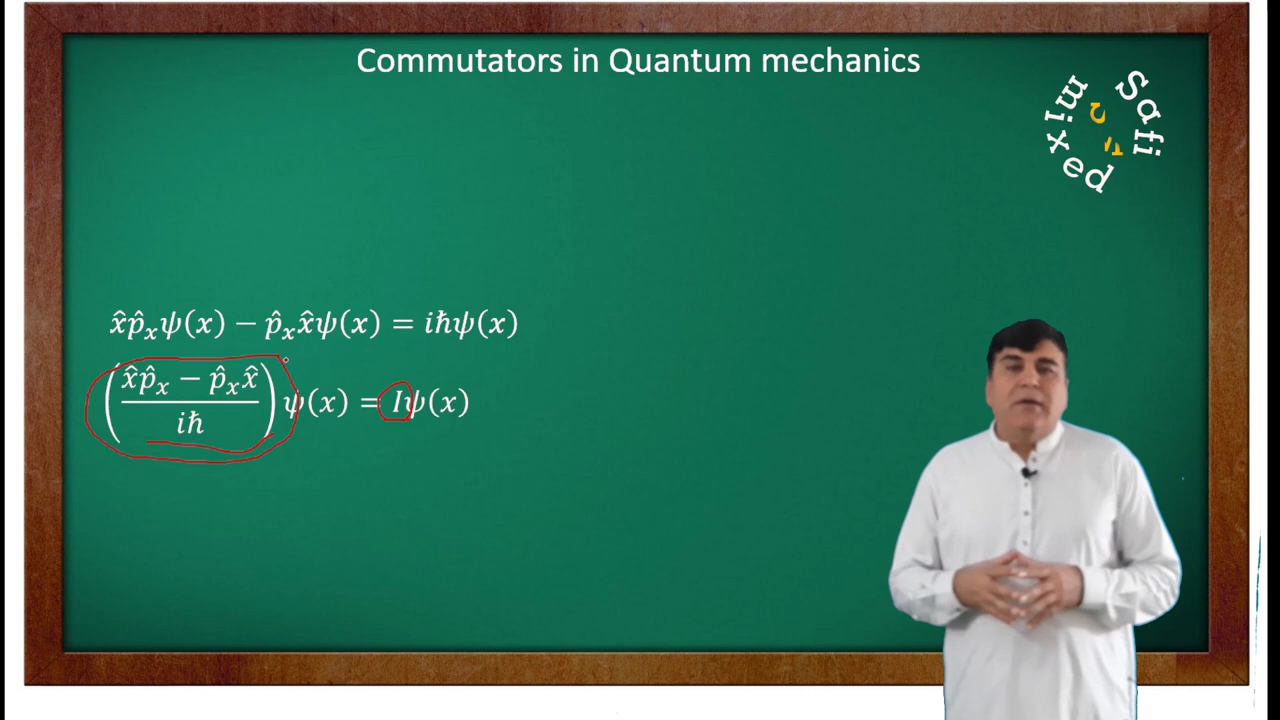 Commutators in Quantum mechanics
Safi
mixed
x̂p̂ₓψ(x) − p̂ₓx̂ψ(x) = iℏψ(x)
(x̂p̂ₓ − p̂ₓx̂ / iℏ) ψ(x) = Iψ(x)